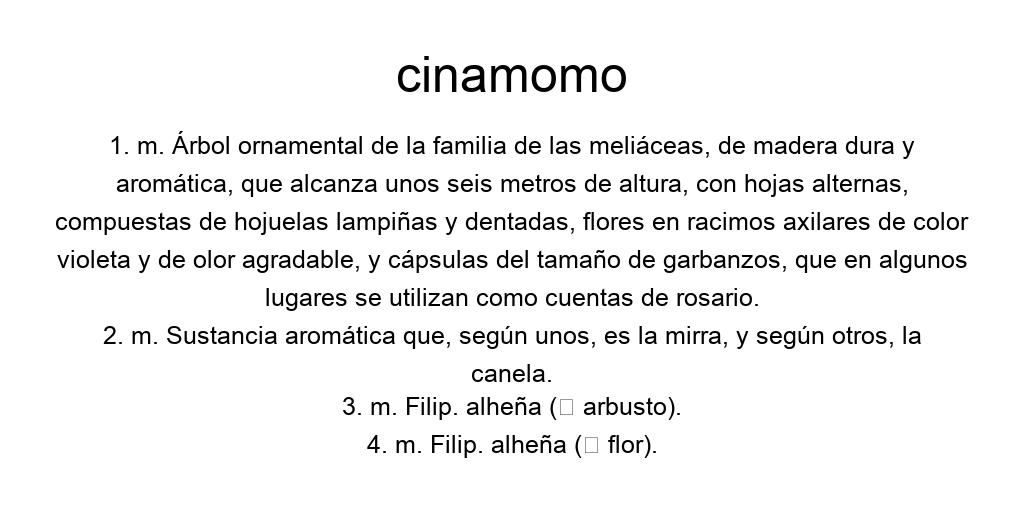 cinamomo
1. m. Árbol ornamental de la familia de las meliáceas, de madera dura y
aromática, que alcanza unos seis metros de altura, con hojas alternas,
compuestas de hojuelas lampiñas y dentadas, flores en racimos axilares de color
violeta y de olor agradable, y cápsulas del tamaño de garbanzos, que en algunos
lugares se utilizan como cuentas de rosario.
2. m. Sustancia aromática que, según unos, es la mirra, y según otros, la
canela.
3. m. Filip. alheña (□ arbusto).
4. m. Filip. alheña (□ flor).